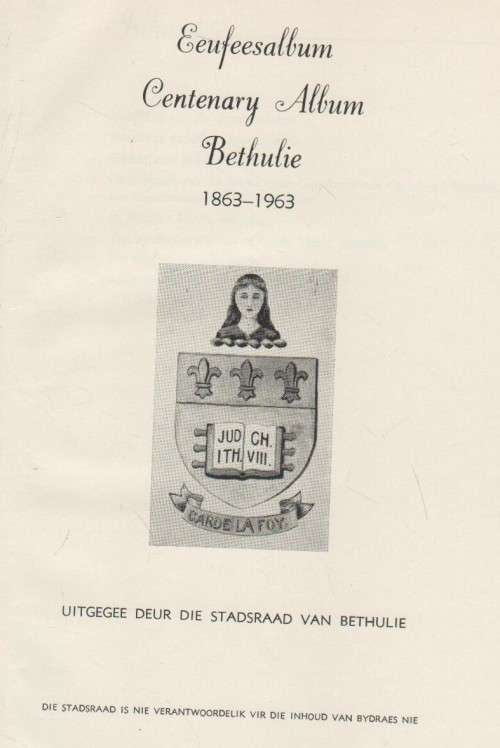 Eeufeesalbum
Centenary Album
Bethulie
1863-1963
JUD CH.
ITH. VIII.
GARDE LA FOY.
UITGEGEE DEUR DIE STADSRAAD VAN BETHULIE
DIE STADSRAAD IS NIE VERANTWOORDELIK VIR DIE INHOUD VAN BYDRAES NIE